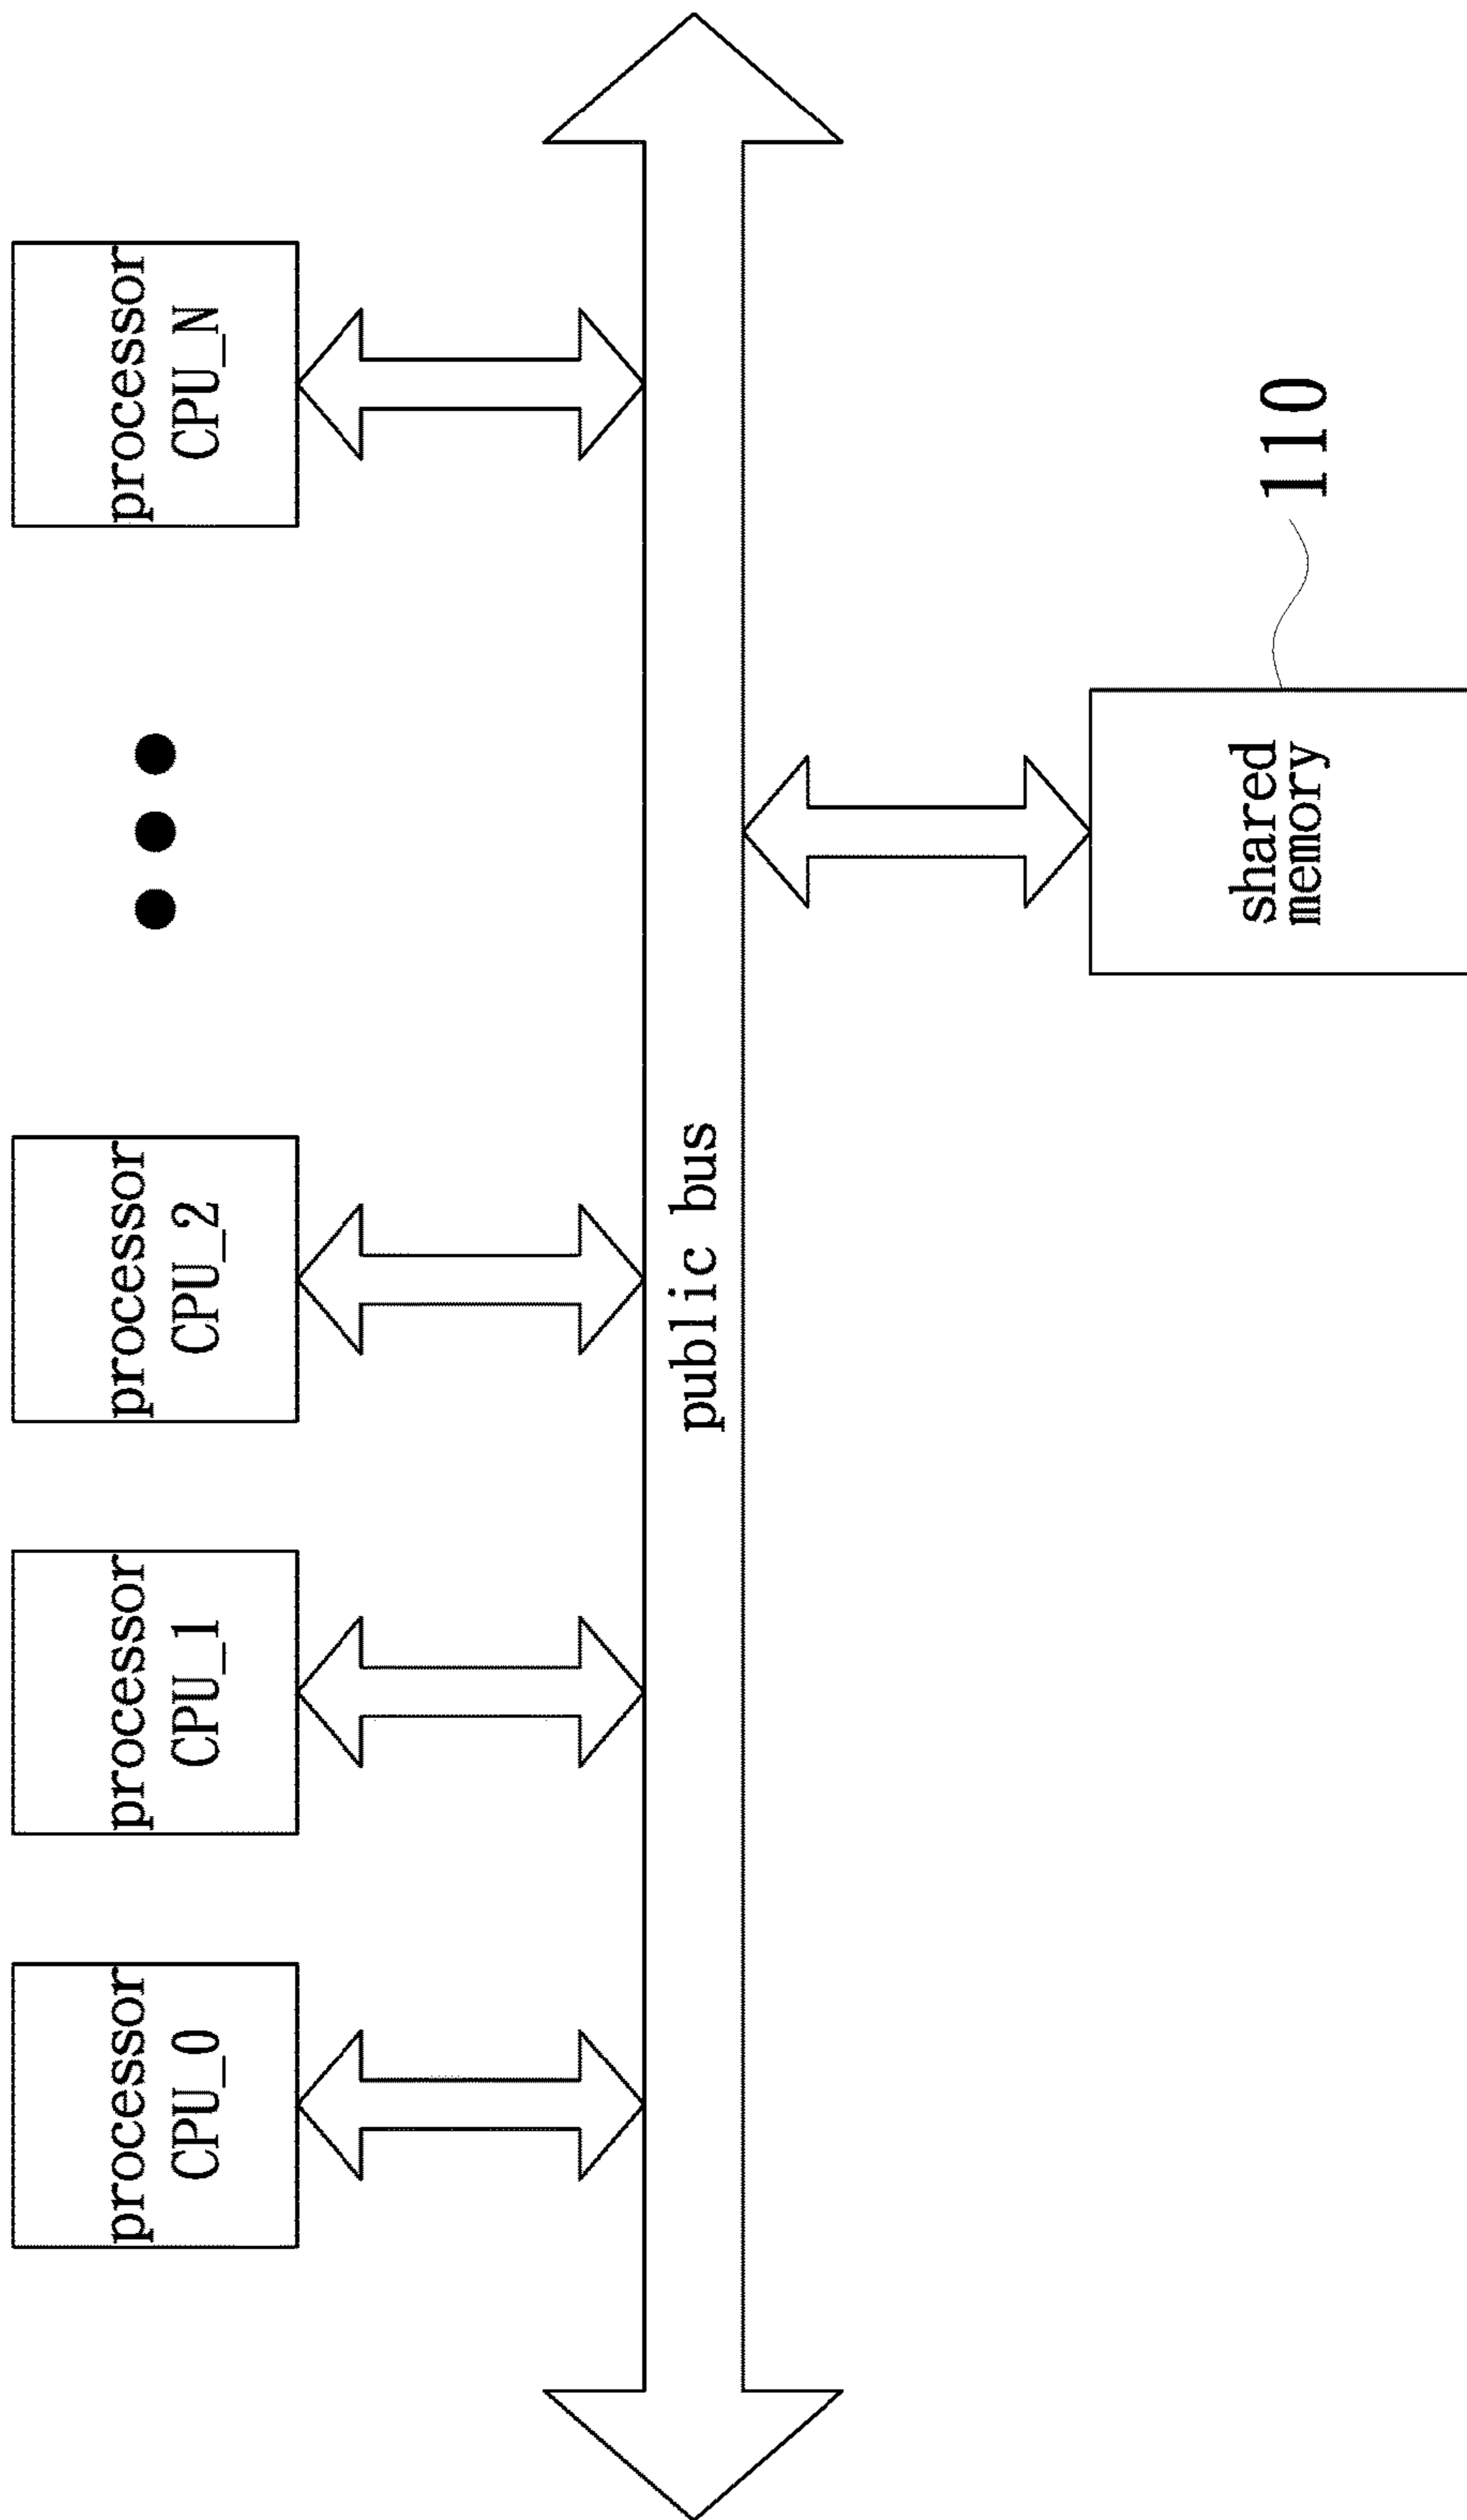 processor
CPU_0
processor
CPU_1
processor
CPU_2
processor
CPU_N
public bus
shared
memory
110